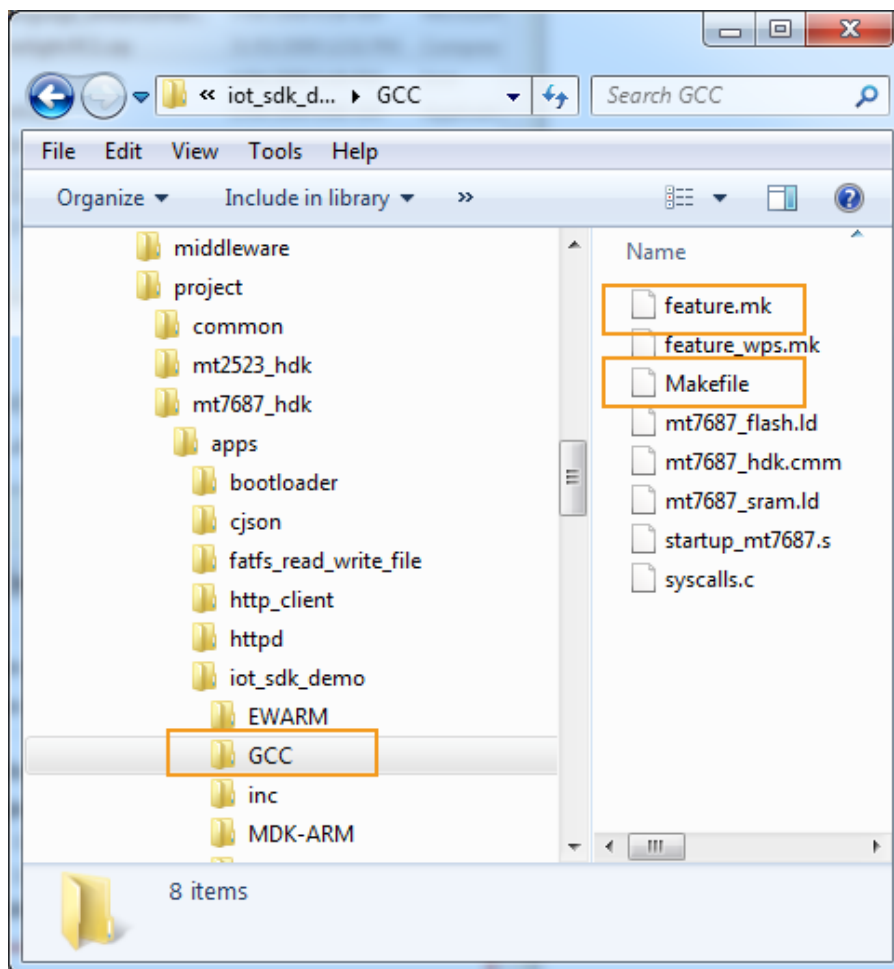 « iot_sdk_d... ▸ GCC
Search GCC
File Edit View Tools Help
Organize Include in library »
middleware
project
common
mt2523_hdk
mt7687_hdk
apps
bootloader
cjson
fatfs_read_write_file
http_client
httpd
iot_sdk_demo
EWARM
GCC
inc
MDK-ARM
Name
feature.mk
feature_wps.mk
Makefile
mt7687_flash.ld
mt7687_hdk.cmm
mt7687_sram.ld
startup_mt7687.s
syscalls.c
8 items